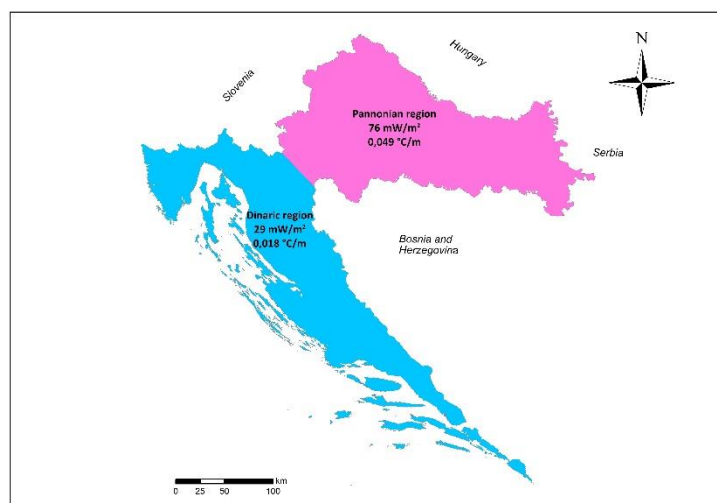 N
Hungary
Slovenia
Pannonian region
76 mW/m²
0,049 °C/m
Serbia
Dinaric region
29 mW/m²
0,018 °C/m
Bosnia and
Herzegovina
km
0 25 50 100